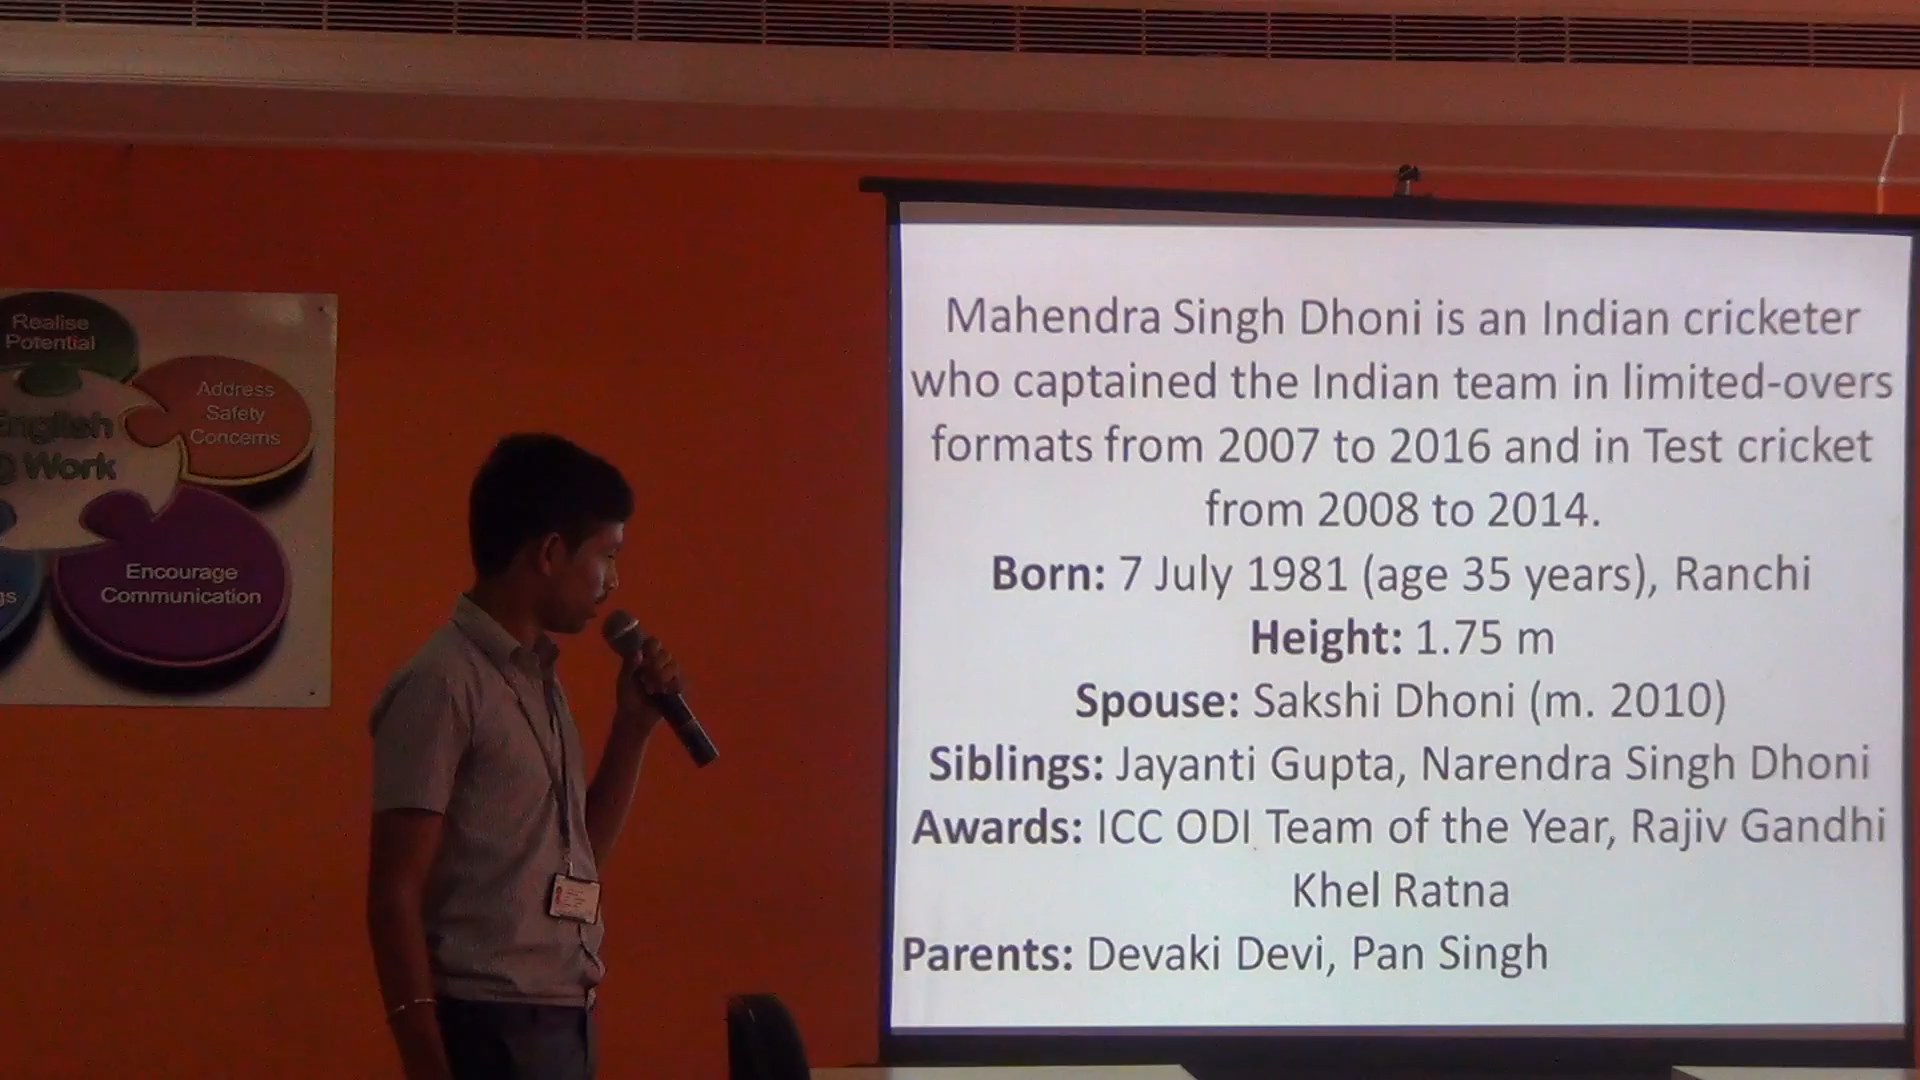 Realise
Potential
Address
Safety
Concerns
English
Work
Encourage
Communication
Mahendra Singh Dhoni is an Indian cricketer
who captained the Indian team in limited-overs
formats from 2007 to 2016 and in Test cricket
from 2008 to 2014.
Born: 7 July 1981 (age 35 years), Ranchi
Height: 1.75 m
Spouse: Sakshi Dhoni (m. 2010)
Siblings: Jayanti Gupta, Narendra Singh Dhoni
Awards: ICC ODI Team of the Year, Rajiv Gandhi
Khel Ratna
Parents: Devaki Devi, Pan Singh